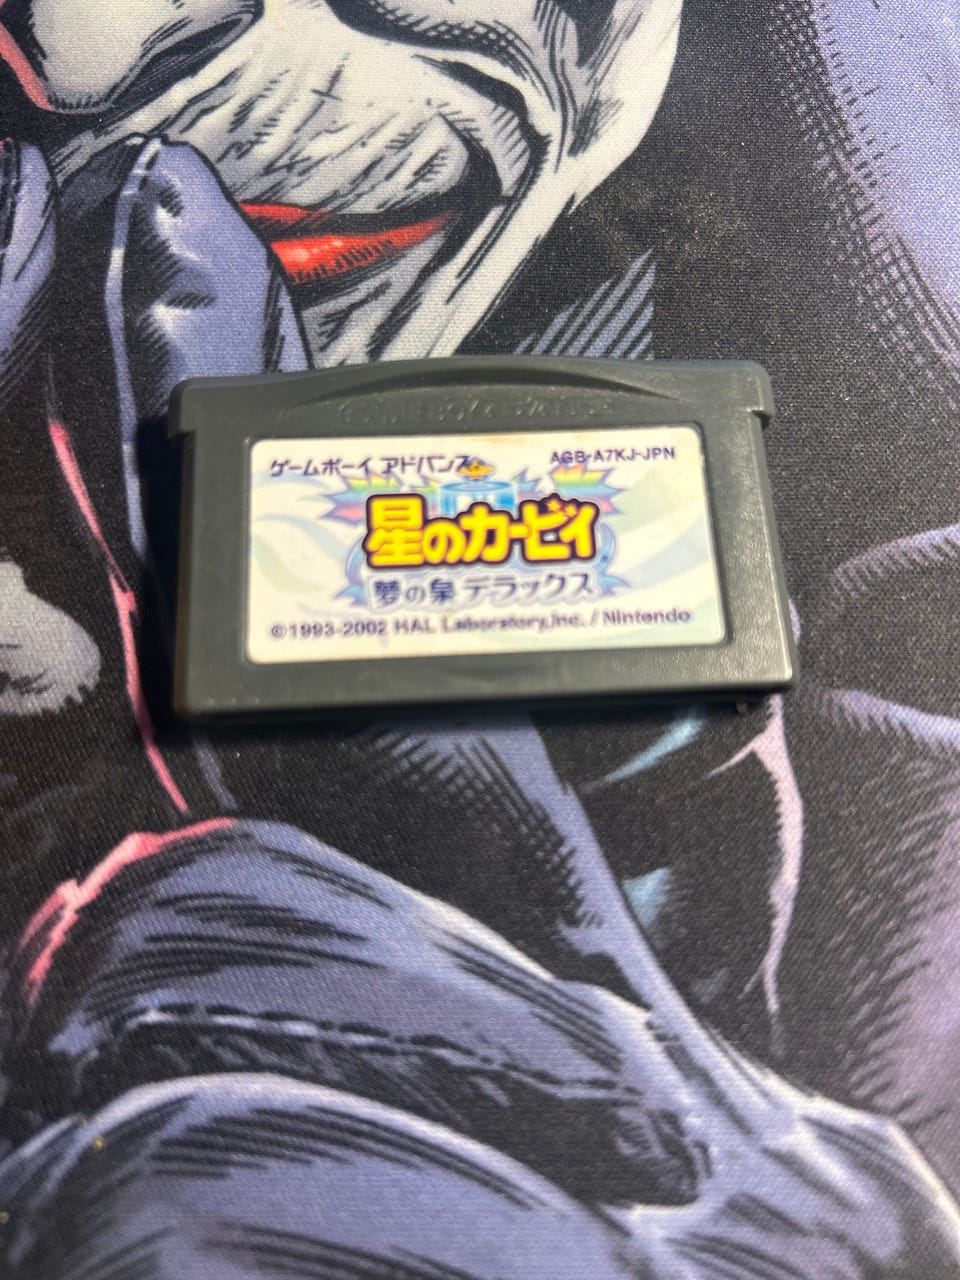 GAME BOY ADVANCE
ゲームボーイ アドバンス
AGB-A7KJ-JPN
星のカービィ
夢の泉 デラックス
©1993-2002 HAL Laboratory,Inc. / Nintendo